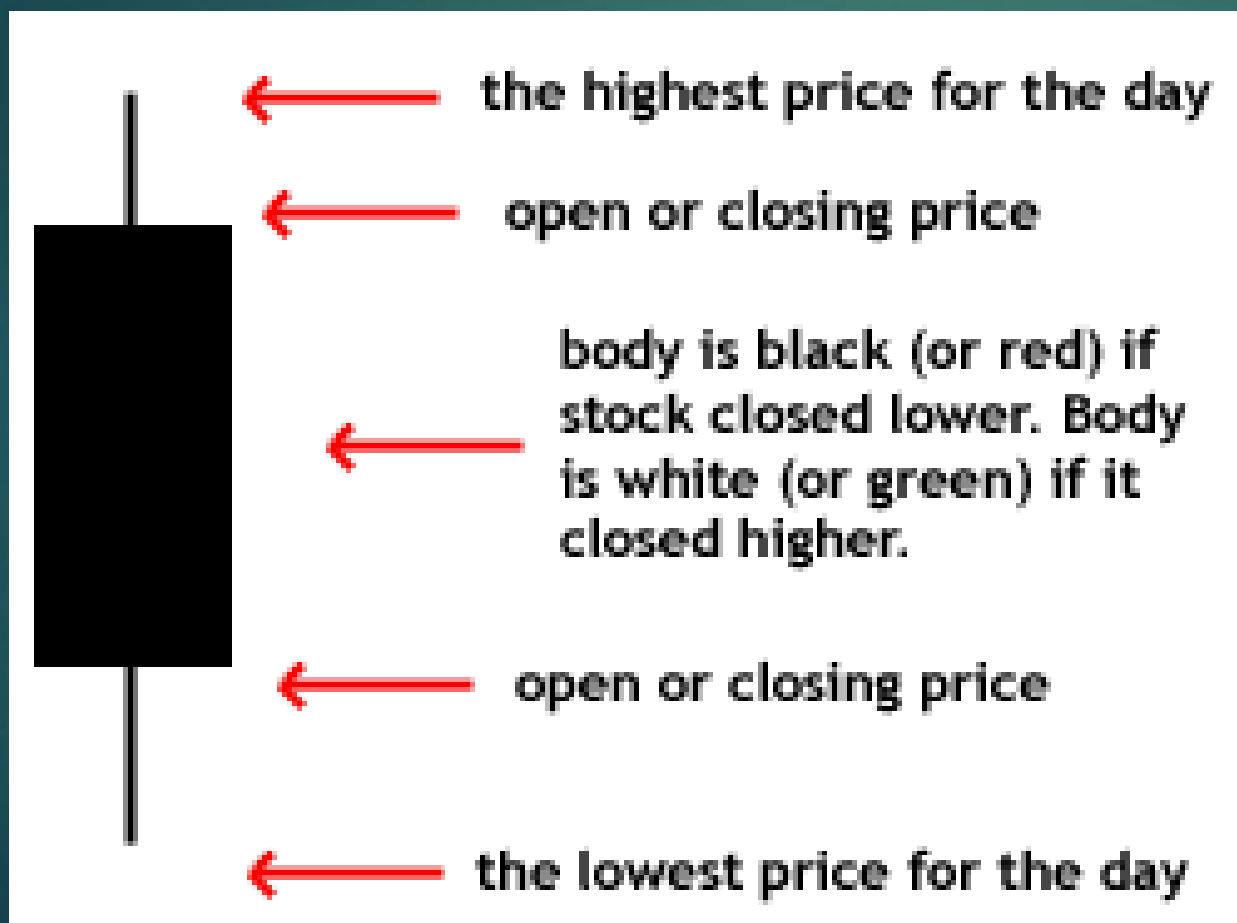 the highest price for the day
open or closing price
body is black (or red) if
stock closed lower. Body
is white (or green) if it
closed higher.
open or closing price
the lowest price for the day